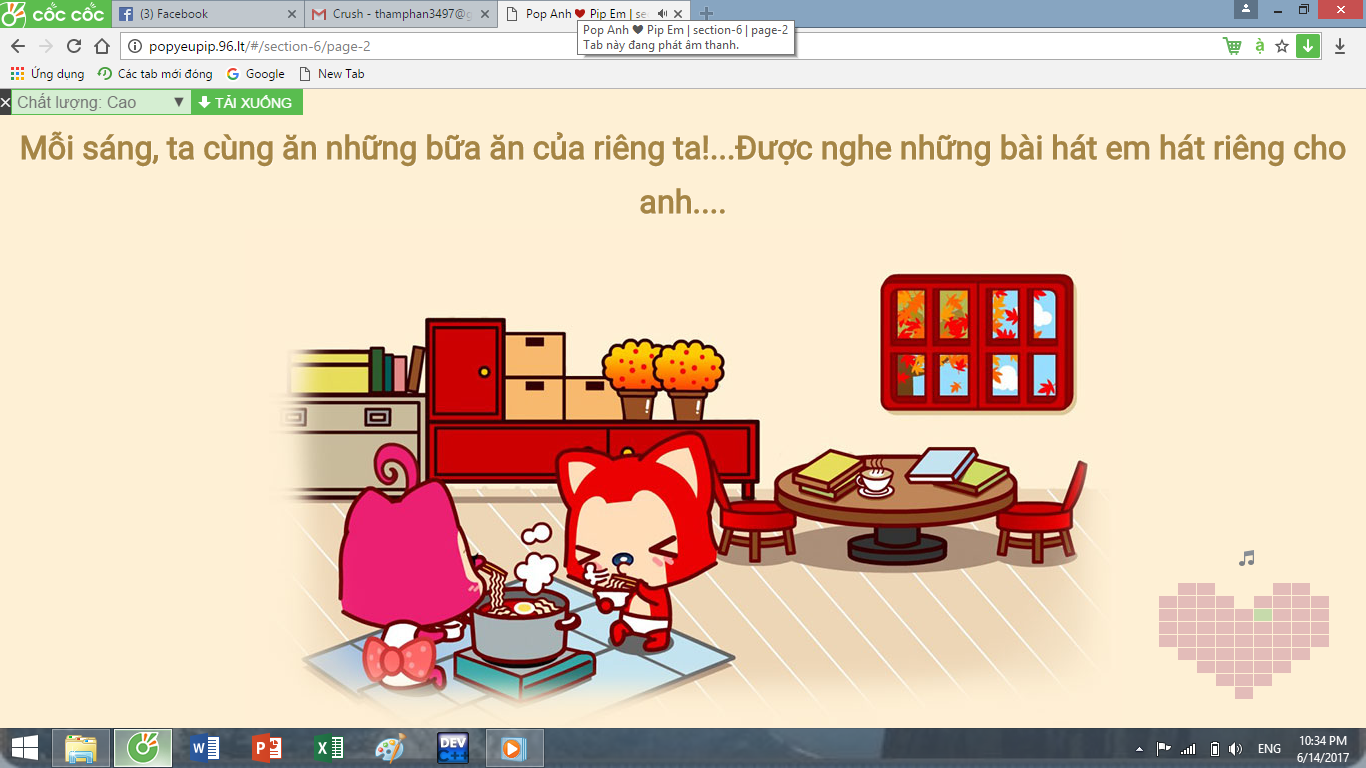 cốc cốc
(3) Facebook
Crush - thamphan3497@g
Pop Anh ♥ Pip Em | se
Pop Anh ♥ Pip Em | section-6 | page-2
Tab này đang phát âm thanh.
popyeupip.96.lt/#/section-6/page-2
à
Ứng dụng
Các tab mới đóng
Google
New Tab
Chất lượng: Cao
TẢI XUỐNG
Mỗi sáng, ta cùng ăn những bữa ăn của riêng ta!...Được nghe những bài hát em hát riêng cho
anh....
DEV
C++
ENG
10:34 PM
6/14/2017